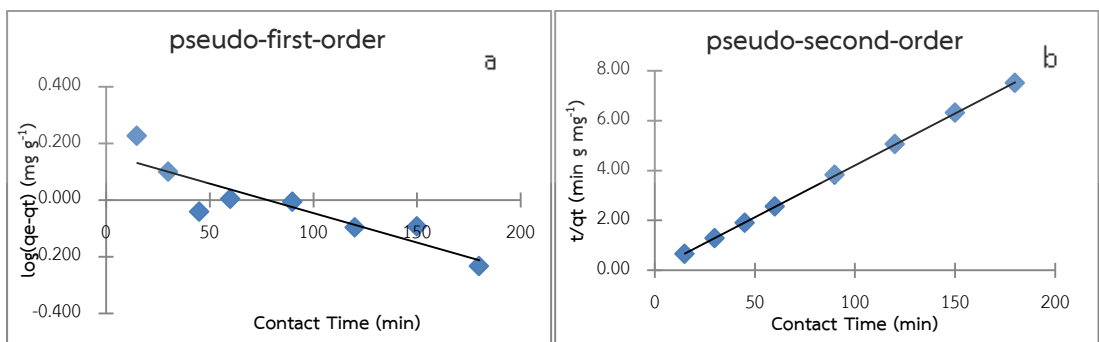 pseudo-first-order
a
0.400
0.200
0.000
-0.200
-0.400
0
50
100
150
200
log(qe-qt) (mg s-1)
Contact Time (min)
pseudo-second-order
b
8.00
6.00
4.00
2.00
0.00
0
50
100
150
200
t/qt (min g mg-1)
Contact Time (min)